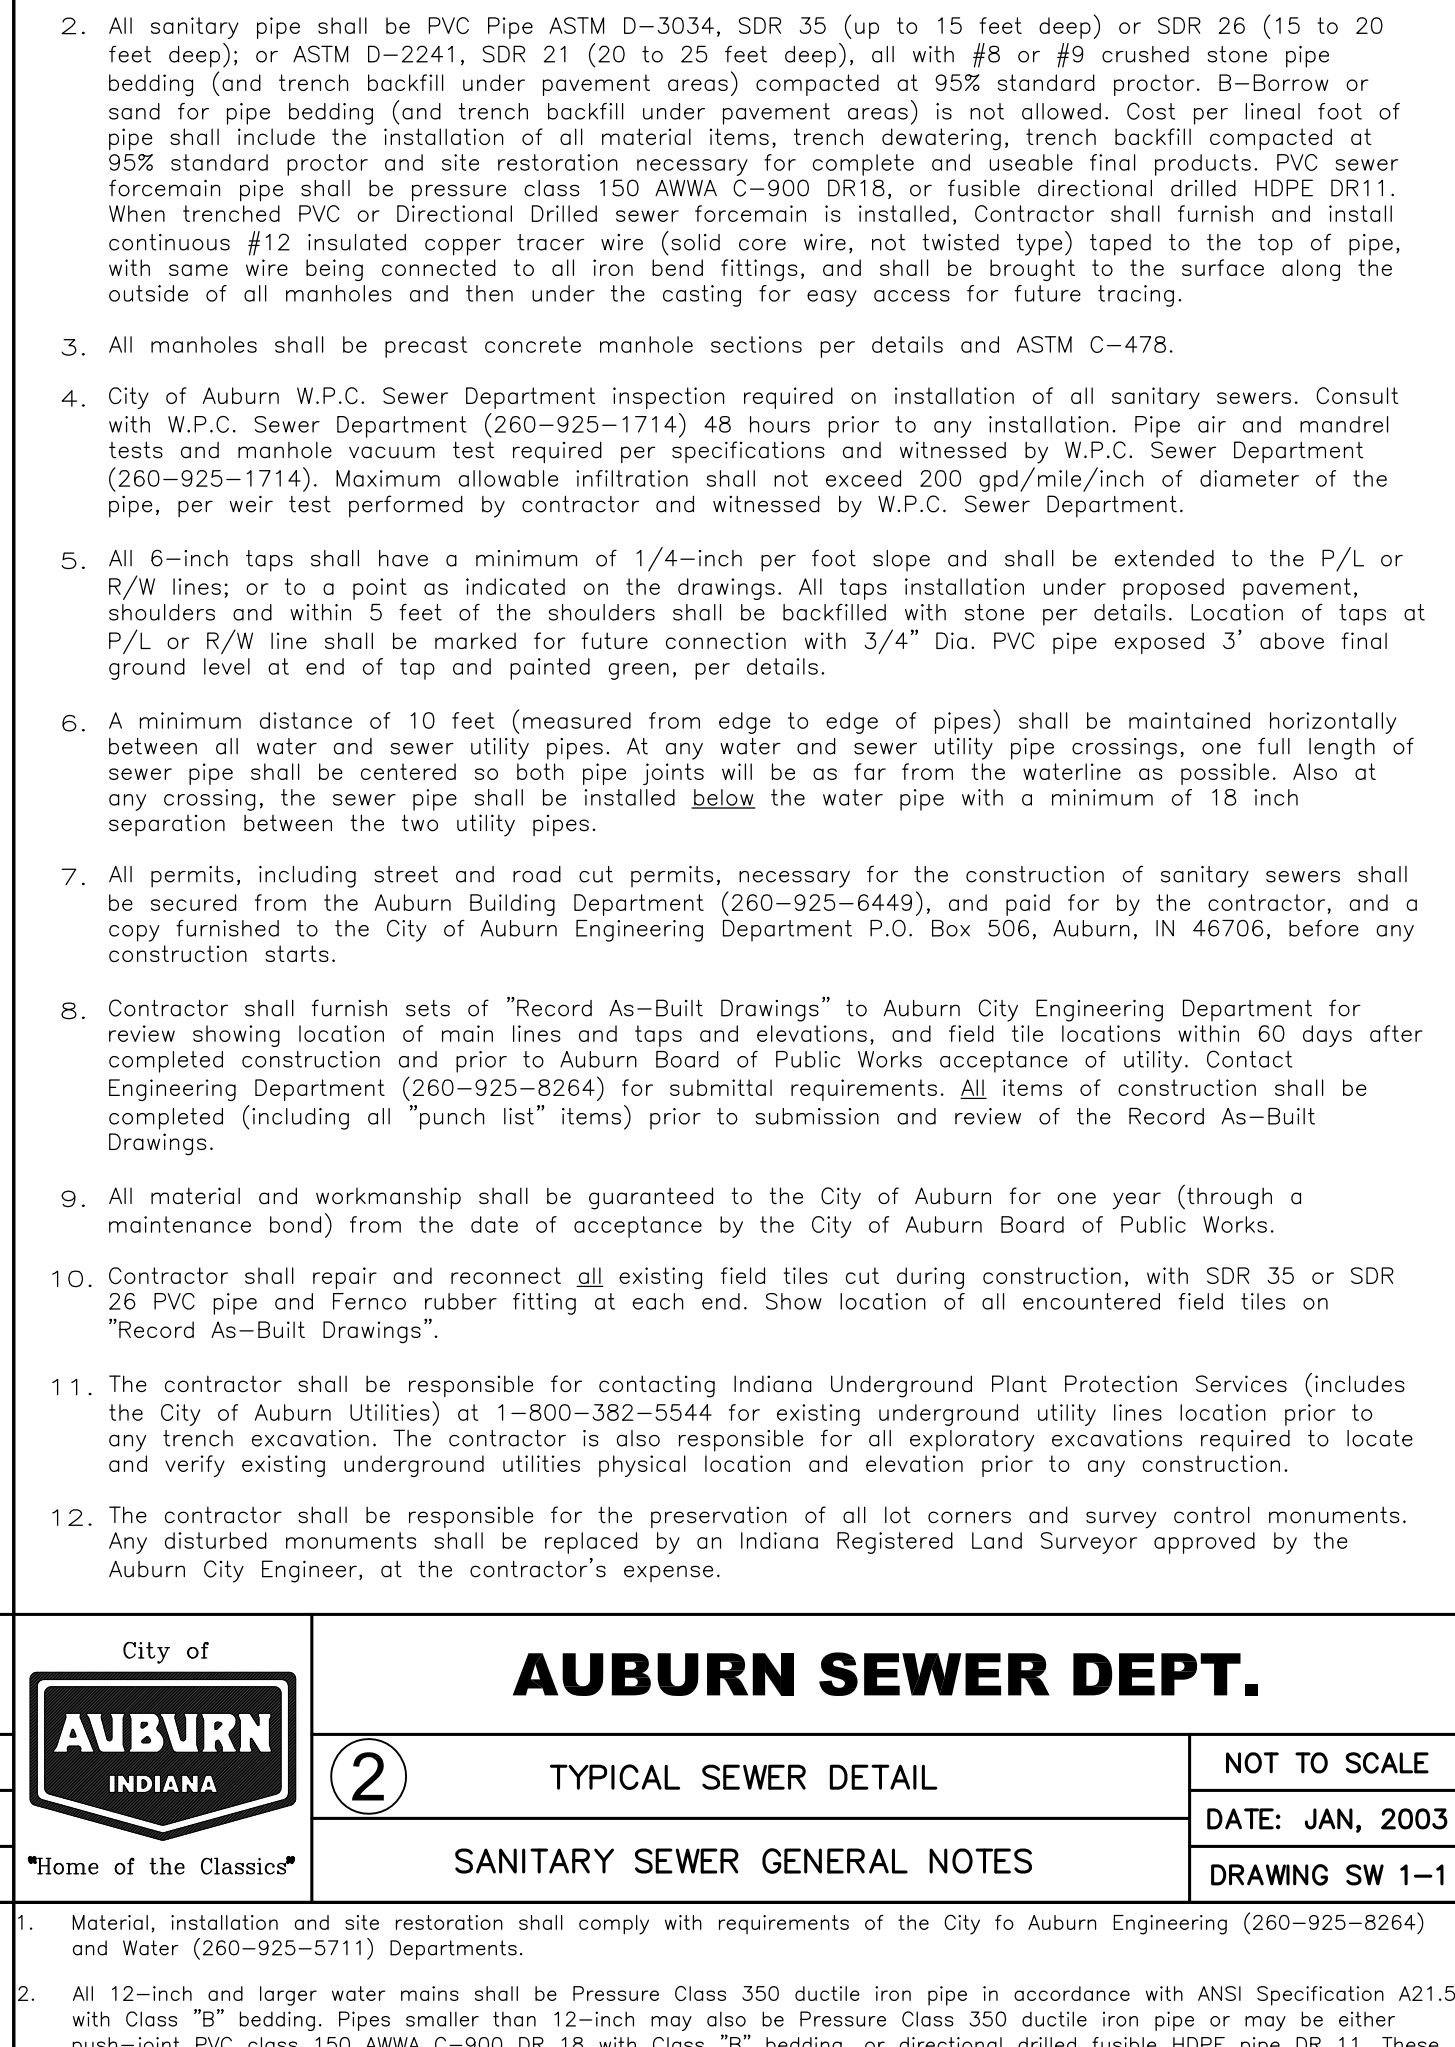 2. All sanitary pipe shall be PVC Pipe ASTM D-3034, SDR 35 (up to 15 feet deep) or SDR 26 (15 to 20
feet deep); or ASTM D-2241, SDR 21 (20 to 25 feet deep), all with #8 or #9 crushed stone pipe
bedding (and trench backfill under pavement areas) compacted at 95% standard proctor. B-Borrow or
sand for pipe bedding (and trench backfill under pavement areas) is not allowed. Cost per lineal foot of
pipe shall include the installation of all material items, trench dewatering, trench backfill compacted at
95% standard proctor and site restoration necessary for complete and useable final products. PVC sewer
forcemain pipe shall be pressure class 150 AWWA C-900 DR18, or fusible directional drilled HDPE DR11.
When trenched PVC or Directional Drilled sewer forcemain is installed, Contractor shall furnish and install
continuous #12 insulated copper tracer wire (solid core wire, not twisted type) taped to the top of pipe,
with same wire being connected to all iron bend fittings, and shall be brought to the surface along the
outside of all manholes and then under the casting for easy access for future tracing.
3. All manholes shall be precast concrete manhole sections per details and ASTM C-478.
4. City of Auburn W.P.C. Sewer Department inspection required on installation of all sanitary sewers. Consult
with W.P.C. Sewer Department (260-925-1714) 48 hours prior to any installation. Pipe air and mandrel
tests and manhole vacuum test required per specifications and witnessed by W.P.C. Sewer Department
(260-925-1714). Maximum allowable infiltration shall not exceed 200 gpd/mile/inch of diameter of the
pipe, per weir test performed by contractor and witnessed by W.P.C. Sewer Department.
5. All 6-inch taps shall have a minimum of 1/4-inch per foot slope and shall be extended to the P/L or
R/W lines; or to a point as indicated on the drawings. All taps installation under proposed pavement,
shoulders and within 5 feet of the shoulders shall be backfilled with stone per details. Location of taps at
P/L or R/W line shall be marked for future connection with 3/4" Dia. PVC pipe exposed 3' above final
ground level at end of tap and painted green, per details.
6. A minimum distance of 10 feet (measured from edge to edge of pipes) shall be maintained horizontally
between all water and sewer utility pipes. At any water and sewer utility pipe crossings, one full length of
sewer pipe shall be centered so both pipe joints will be as far from the waterline as possible. Also at
any crossing, the sewer pipe shall be installed below the water pipe with a minimum of 18 inch
separation between the two utility pipes.
7. All permits, including street and road cut permits, necessary for the construction of sanitary sewers shall
be secured from the Auburn Building Department (260-925-6449), and paid for by the contractor, and a
copy furnished to the City of Auburn Engineering Department P.O. Box 506, Auburn, IN 46706, before any
construction starts.
8. Contractor shall furnish sets of "Record As-Built Drawings" to Auburn City Engineering Department for
review showing location of main lines and taps and elevations, and field tile locations within 60 days after
completed construction and prior to Auburn Board of Public Works acceptance of utility. Contact
Engineering Department (260-925-8264) for submittal requirements. All items of construction shall be
completed (including all "punch list" items) prior to submission and review of the Record As-Built
Drawings.
9. All material and workmanship shall be guaranteed to the City of Auburn for one year (through a
maintenance bond) from the date of acceptance by the City of Auburn Board of Public Works.
10. Contractor shall repair and reconnect all existing field tiles cut during construction, with SDR 35 or SDR
26 PVC pipe and Fernco rubber fitting at each end. Show location of all encountered field tiles on
"Record As-Built Drawings".
11. The contractor shall be responsible for contacting Indiana Underground Plant Protection Services (includes
the City of Auburn Utilities) at 1-800-382-5544 for existing underground utility lines location prior to
any trench excavation. The contractor is also responsible for all exploratory excavations required to locate
and verify existing underground utilities physical location and elevation prior to any construction.
12. The contractor shall be responsible for the preservation of all lot corners and survey control monuments.
Any disturbed monuments shall be replaced by an Indiana Registered Land Surveyor approved by the
Auburn City Engineer, at the contractor's expense.
City of
AUBURN
INDIANA
"Home of the Classics"
AUBURN SEWER DEPT.
2
TYPICAL SEWER DETAIL
SANITARY SEWER GENERAL NOTES
NOT TO SCALE
DATE: JAN, 2003
DRAWING SW 1-1
1. Material, installation and site restoration shall comply with requirements of the City fo Auburn Engineering (260-925-8264)
and Water (260-925-5711) Departments.
2. All 12-inch and larger water mains shall be Pressure Class 350 ductile iron pipe in accordance with ANSI Specification A21.5
with Class "B" bedding. Pipes smaller than 12-inch may also be Pressure Class 350 ductile iron pipe or may be either
push-joint PVC class 150 AWWA C-900 DR 18 with Class "B" bedding, or directional drilled fusible HDPE pipe DR 11. These